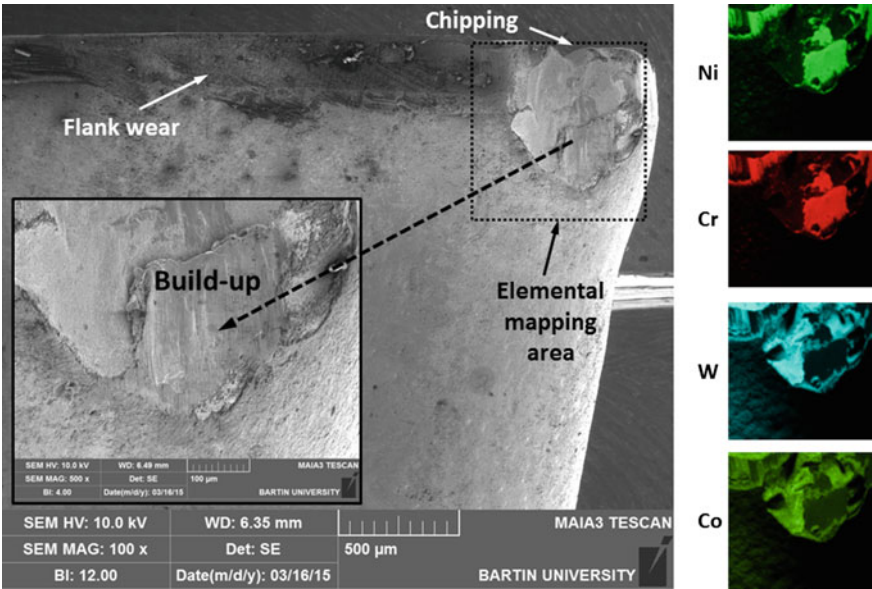 Chipping
Flank wear
Build-up
Elemental
mapping
area
SEM HV: 10.0 kV WD: 6.49 mm MAIA3 TESCAN
SEM MAG: 500 x Det: SE 100 µm
BI: 4.00 Date(m/d/y): 03/16/15 BARTIN UNIVERSITY
SEM HV: 10.0 kV WD: 6.35 mm MAIA3 TESCAN
SEM MAG: 100 x Det: SE 500 µm
BI: 12.00 Date(m/d/y): 03/16/15 BARTIN UNIVERSITY
Ni
Cr
W
Co